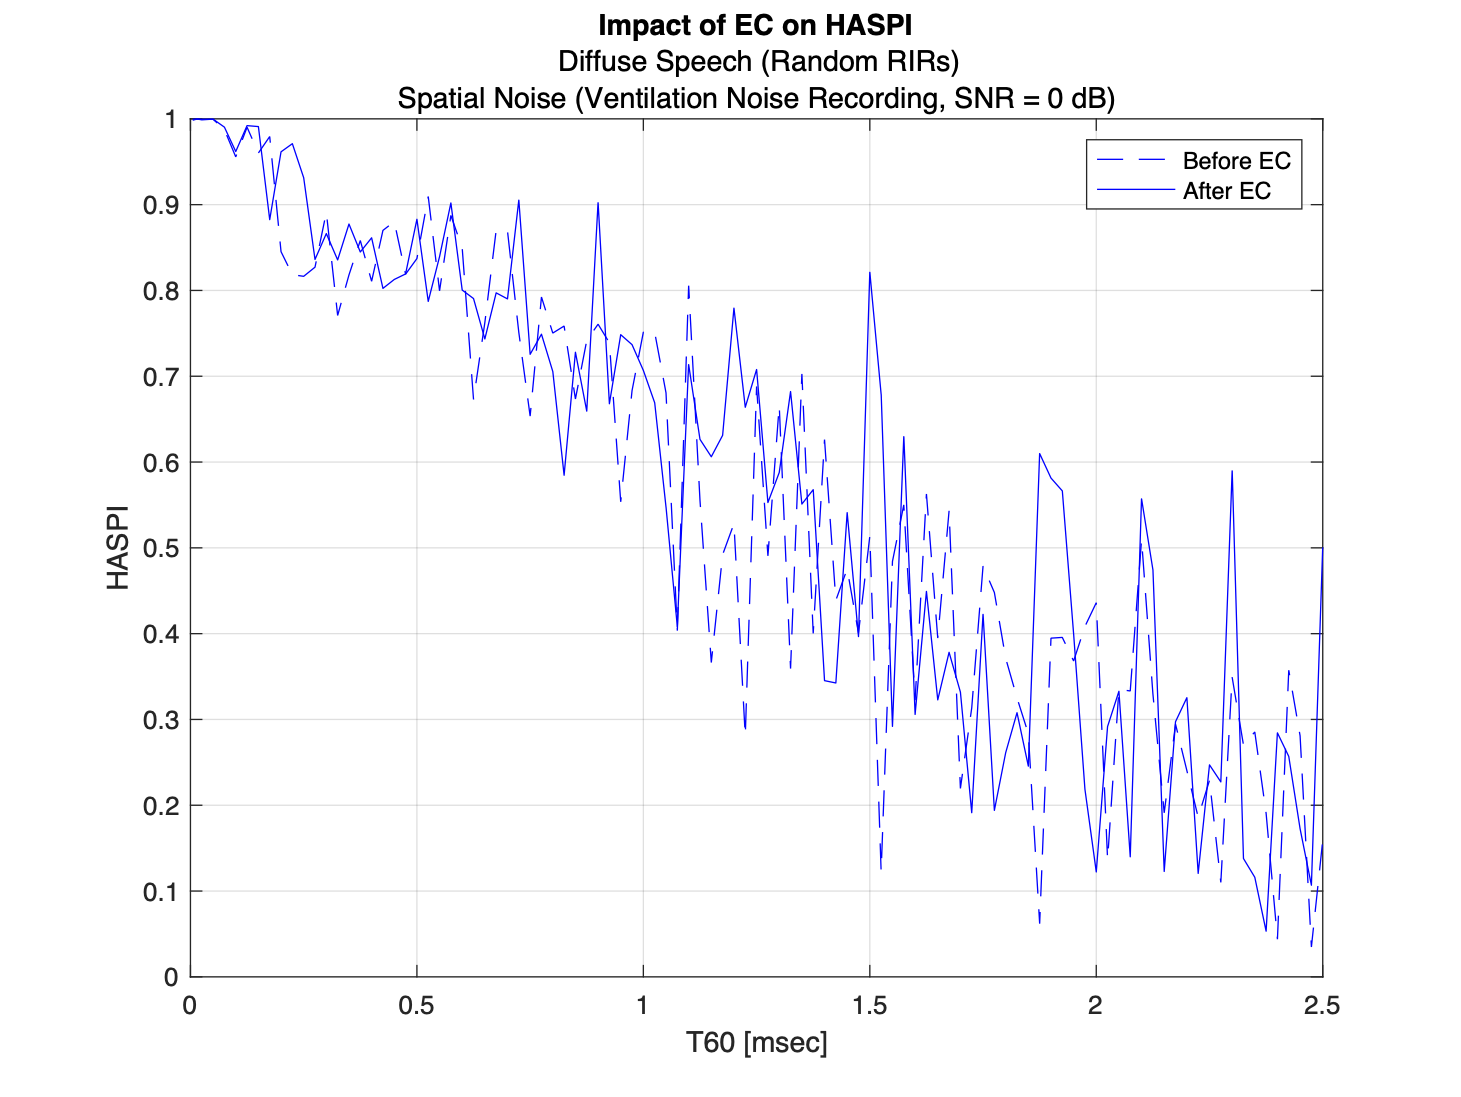 Impact of EC on HASPI
Diffuse Speech (Random RIRs)
Spatial Noise (Ventilation Noise Recording, SNR = 0 dB)
Before EC
After EC
HASPI
1
0.9
0.8
0.7
0.6
0.5
0.4
0.3
0.2
0.1
0
0 0.5 1 1.5 2 2.5
T60 [msec]